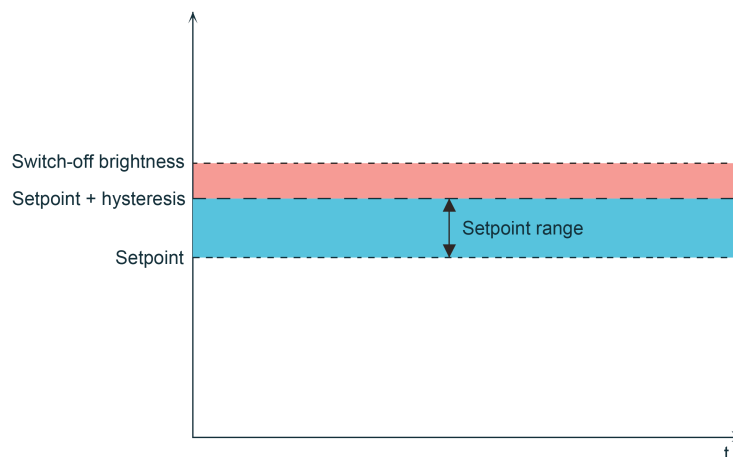 Switch-off brightness
Setpoint + hysteresis
Setpoint range
Setpoint
t